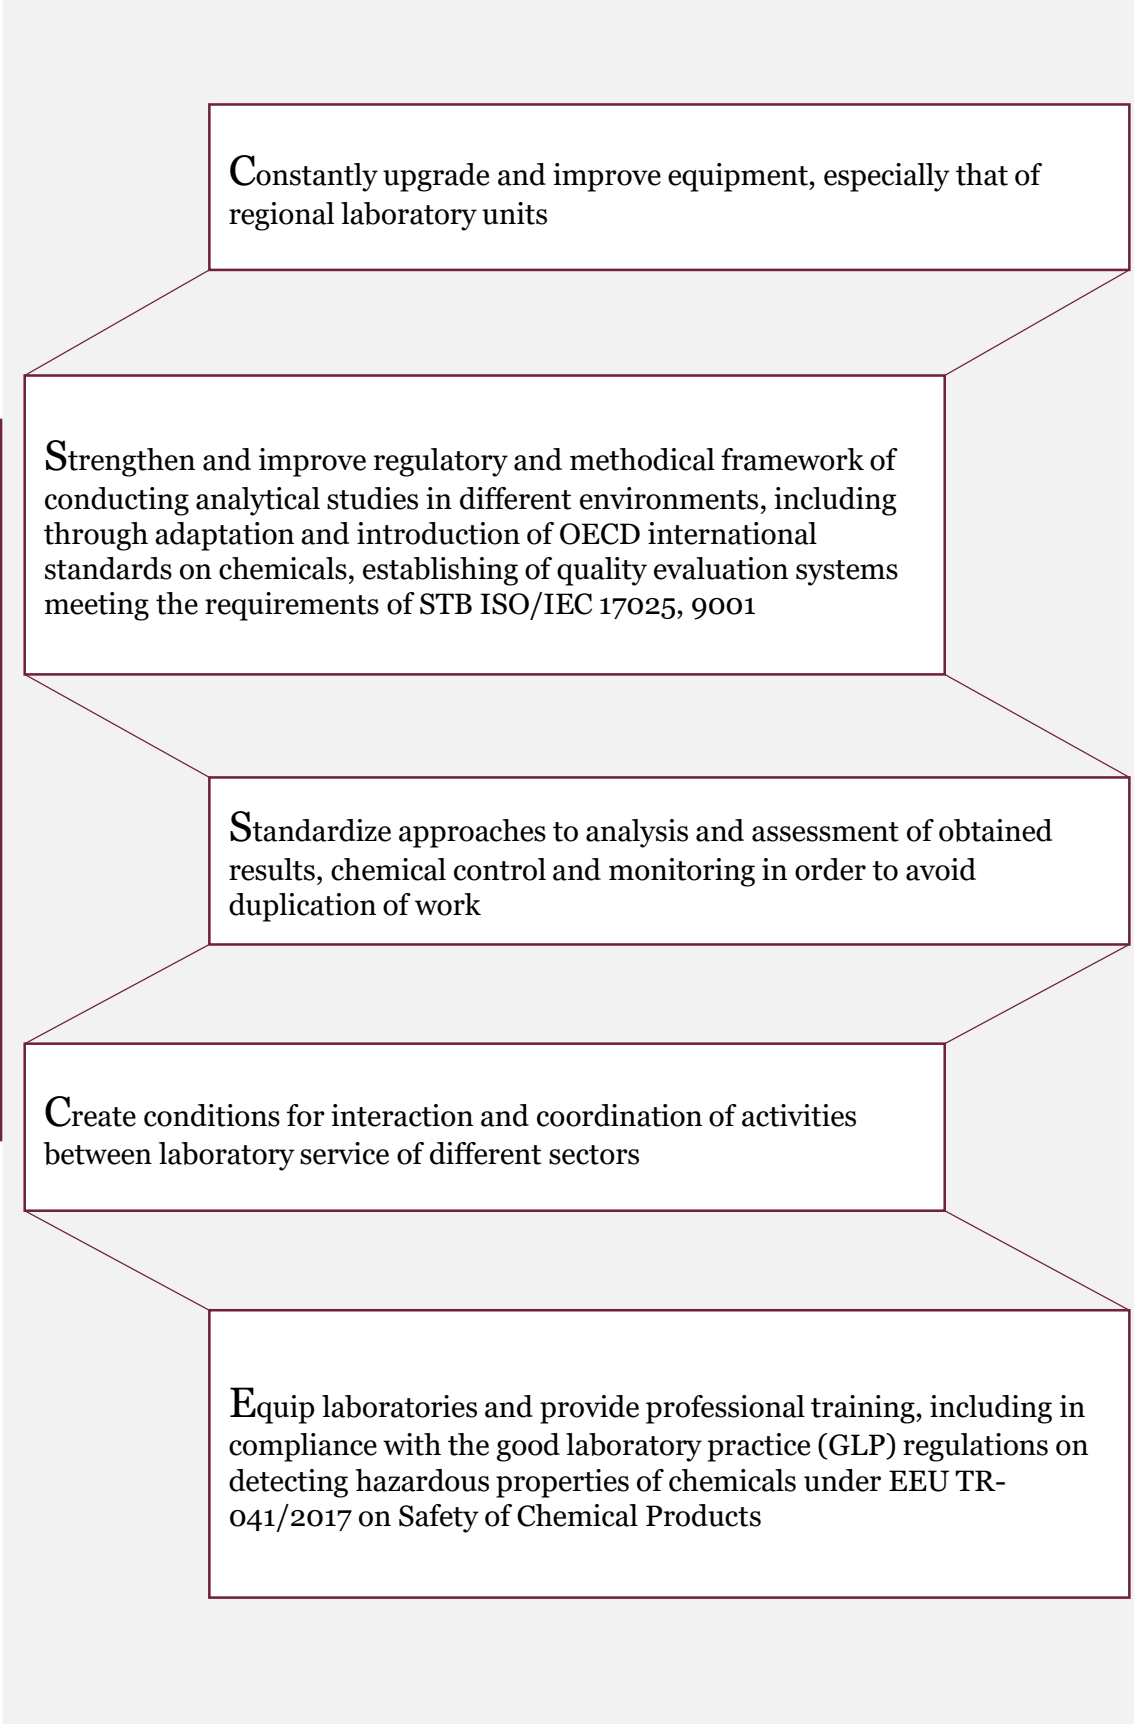 Constantly upgrade and improve equipment, especially that of
regional laboratory units
Strengthen and improve regulatory and methodical framework of
conducting analytical studies in different environments, including
through adaptation and introduction of OECD international
standards on chemicals, establishing of quality evaluation systems
meeting the requirements of STB ISO/IEC 17025, 9001
Standardize approaches to analysis and assessment of obtained
results, chemical control and monitoring in order to avoid
duplication of work
Create conditions for interaction and coordination of activities
between laboratory service of different sectors
Equip laboratories and provide professional training, including in
compliance with the good laboratory practice (GLP) regulations on
detecting hazardous properties of chemicals under EEU TR-
041/2017 on Safety of Chemical Products